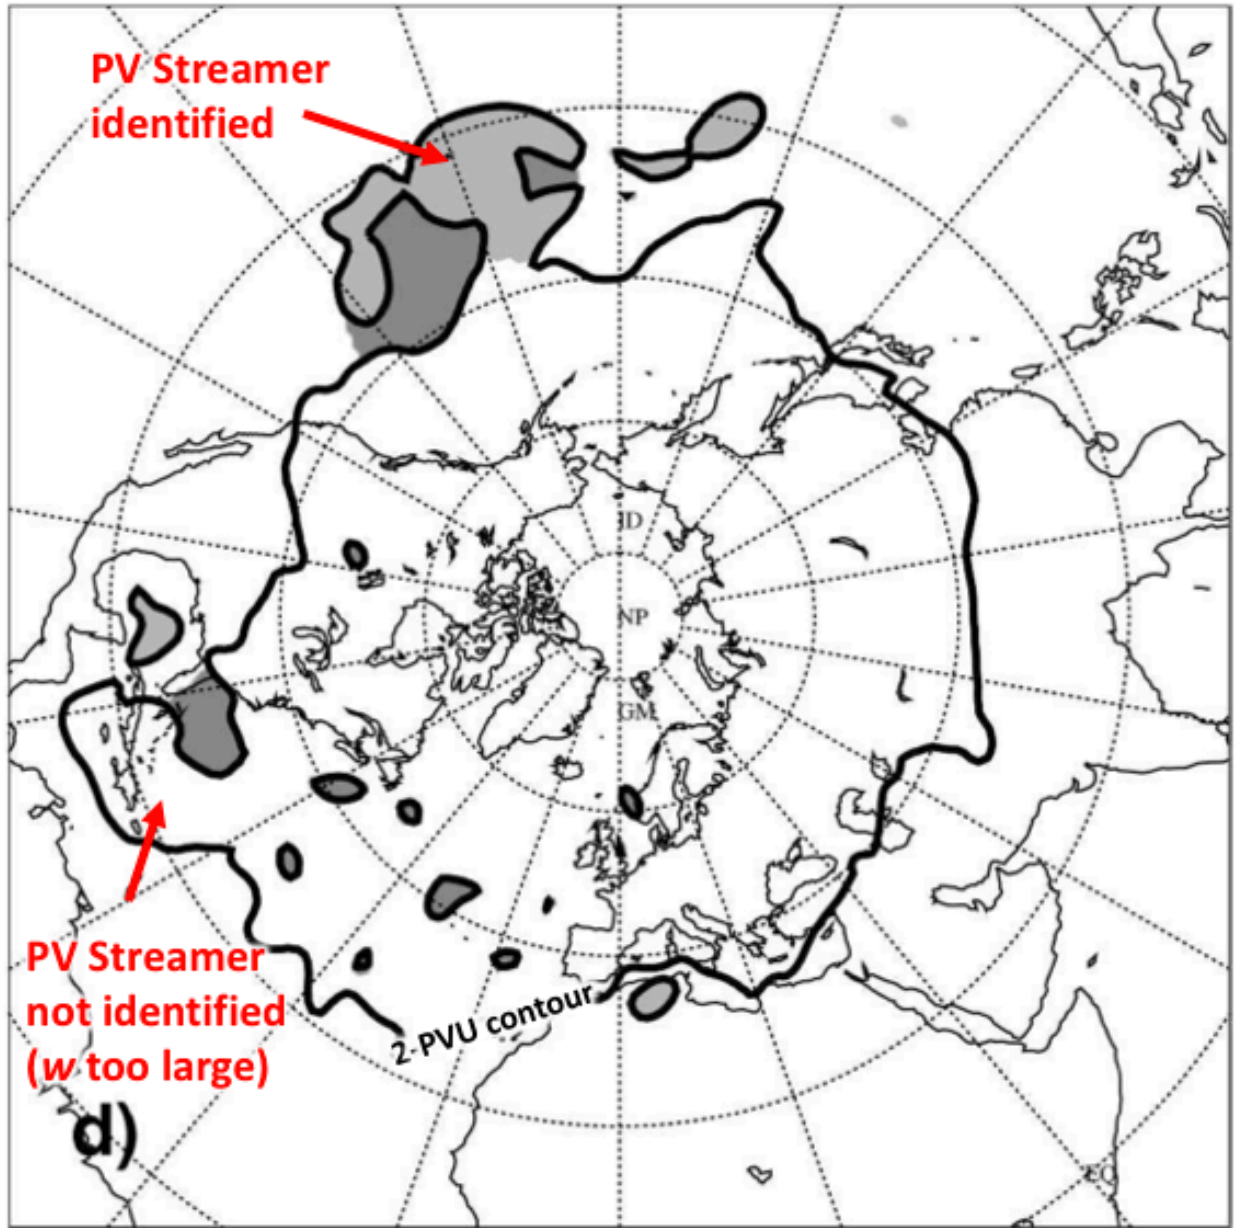 PV Streamer
identified
ID
NP
GM
2-PVU contour
PV Streamer
not identified
(w too large)
d)
EQ